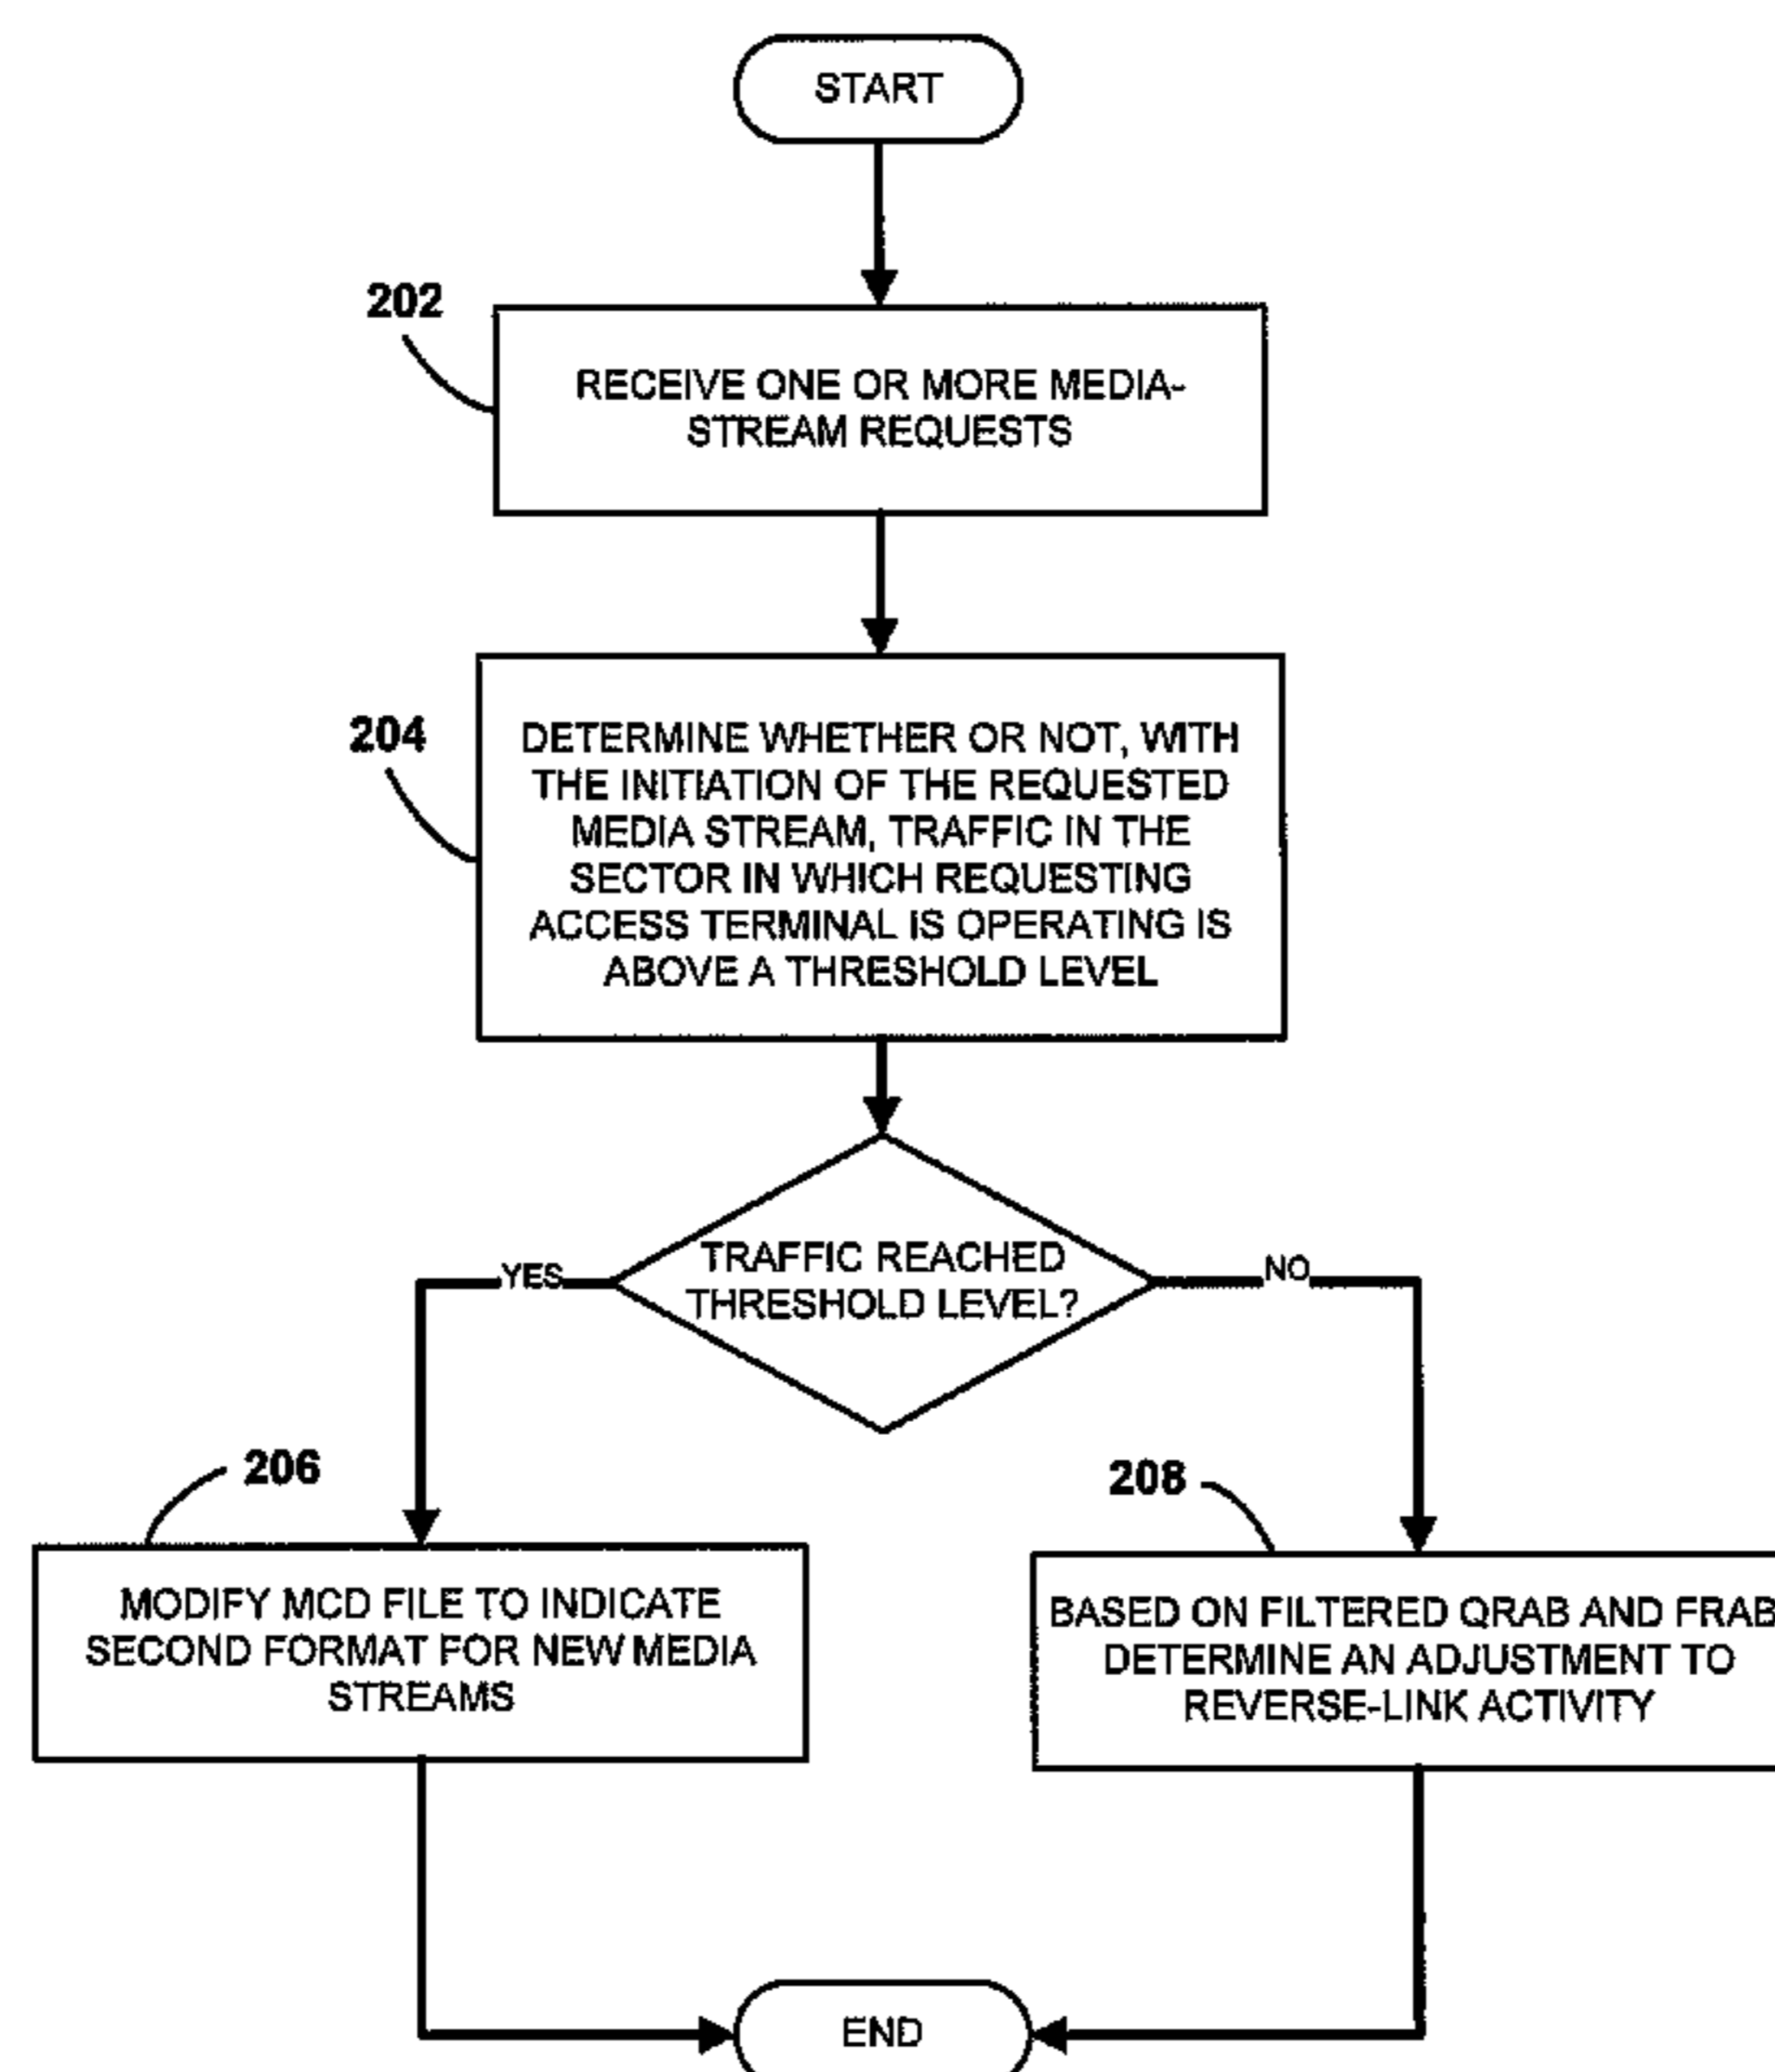 START
202
RECEIVE ONE OR MORE MEDIA-
STREAM REQUESTS
204
DETERMINE WHETHER OR NOT, WITH
THE INITIATION OF THE REQUESTED
MEDIA STREAM, TRAFFIC IN THE
SECTOR IN WHICH REQUESTING
ACCESS TERMINAL IS OPERATING IS
ABOVE A THRESHOLD LEVEL
TRAFFIC REACHED
THRESHOLD LEVEL?
YES
NO
206
MODIFY MCD FILE TO INDICATE
SECOND FORMAT FOR NEW MEDIA
STREAMS
208
BASED ON FILTERED QRAB AND FRAB
DETERMINE AN ADJUSTMENT TO
REVERSE-LINK ACTIVITY
END